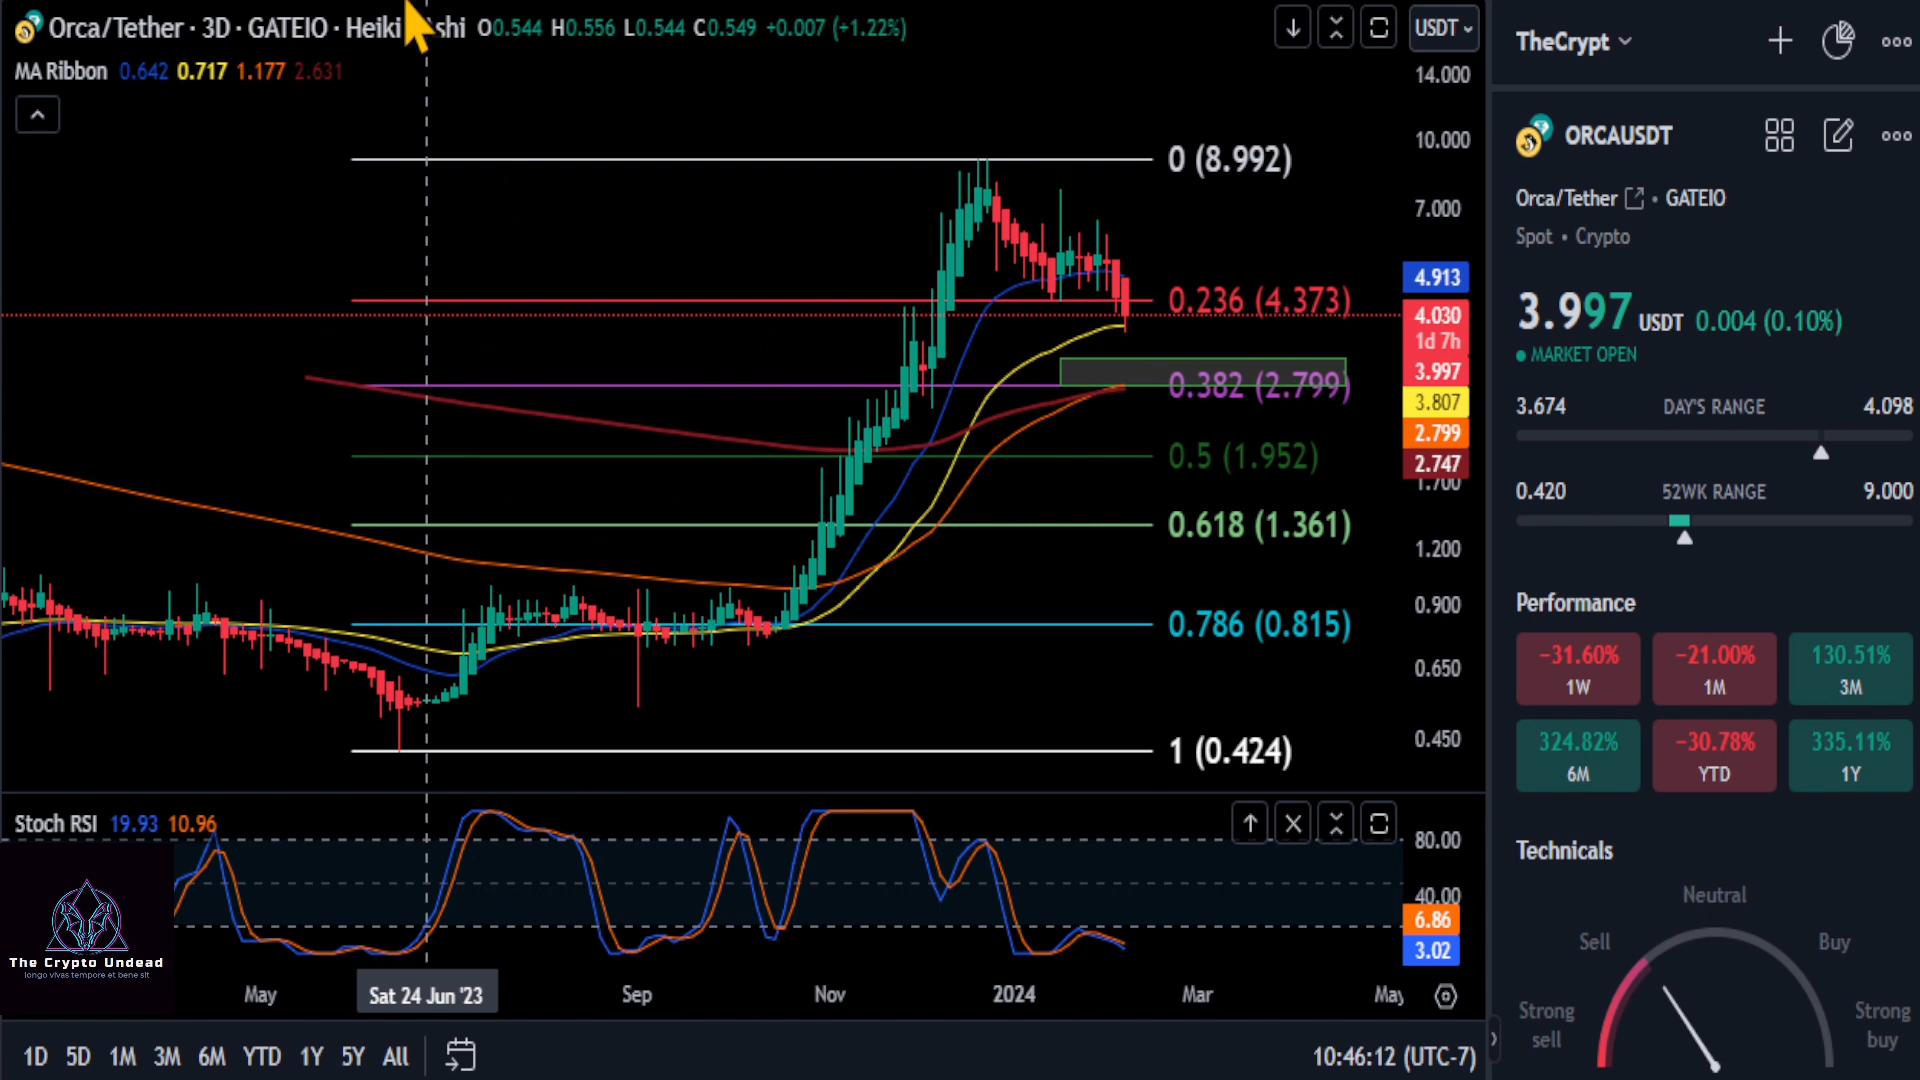 Orca/Tether · 3D · GATEIO · Heiki shi O0.544 H0.556 L0.544 C0.549 +0.007 (+1.22%)
USDT
MA Ribbon 0.642 0.717 1.177 2.631
14.000
10.000
7.000
4.913
4.030
1d 7h
3.997
3.807
2.799
2.747
1.700
1.200
0.900
0.650
0.450
0 (8.992)
0.236 (4.373)
0.382 (2.799)
0.5 (1.952)
0.618 (1.361)
0.786 (0.815)
1 (0.424)
Stoch RSI 19.93 10.96
80.00
40.00
6.86
3.02
The Crypto Undead
longo vivas tempore et bene sit
May
Sat 24 Jun '23
Sep
Nov
2024
Mar
May
1D 5D 1M 3M 6M YTD 1Y 5Y All
10:46:12 (UTC-7)
TheCrypt
ORCAUSDT
Orca/Tether • GATEIO
Spot • Crypto
3.997 USDT 0.004 (0.10%)
MARKET OPEN
3.674 DAY'S RANGE 4.098
0.420 52WK RANGE 9.000
Performance
−31.60% −21.00% 130.51%
1W 1M 3M
324.82% −30.78% 335.11%
6M YTD 1Y
Technicals
Neutral
Sell Buy
Strong sell
Strong buy